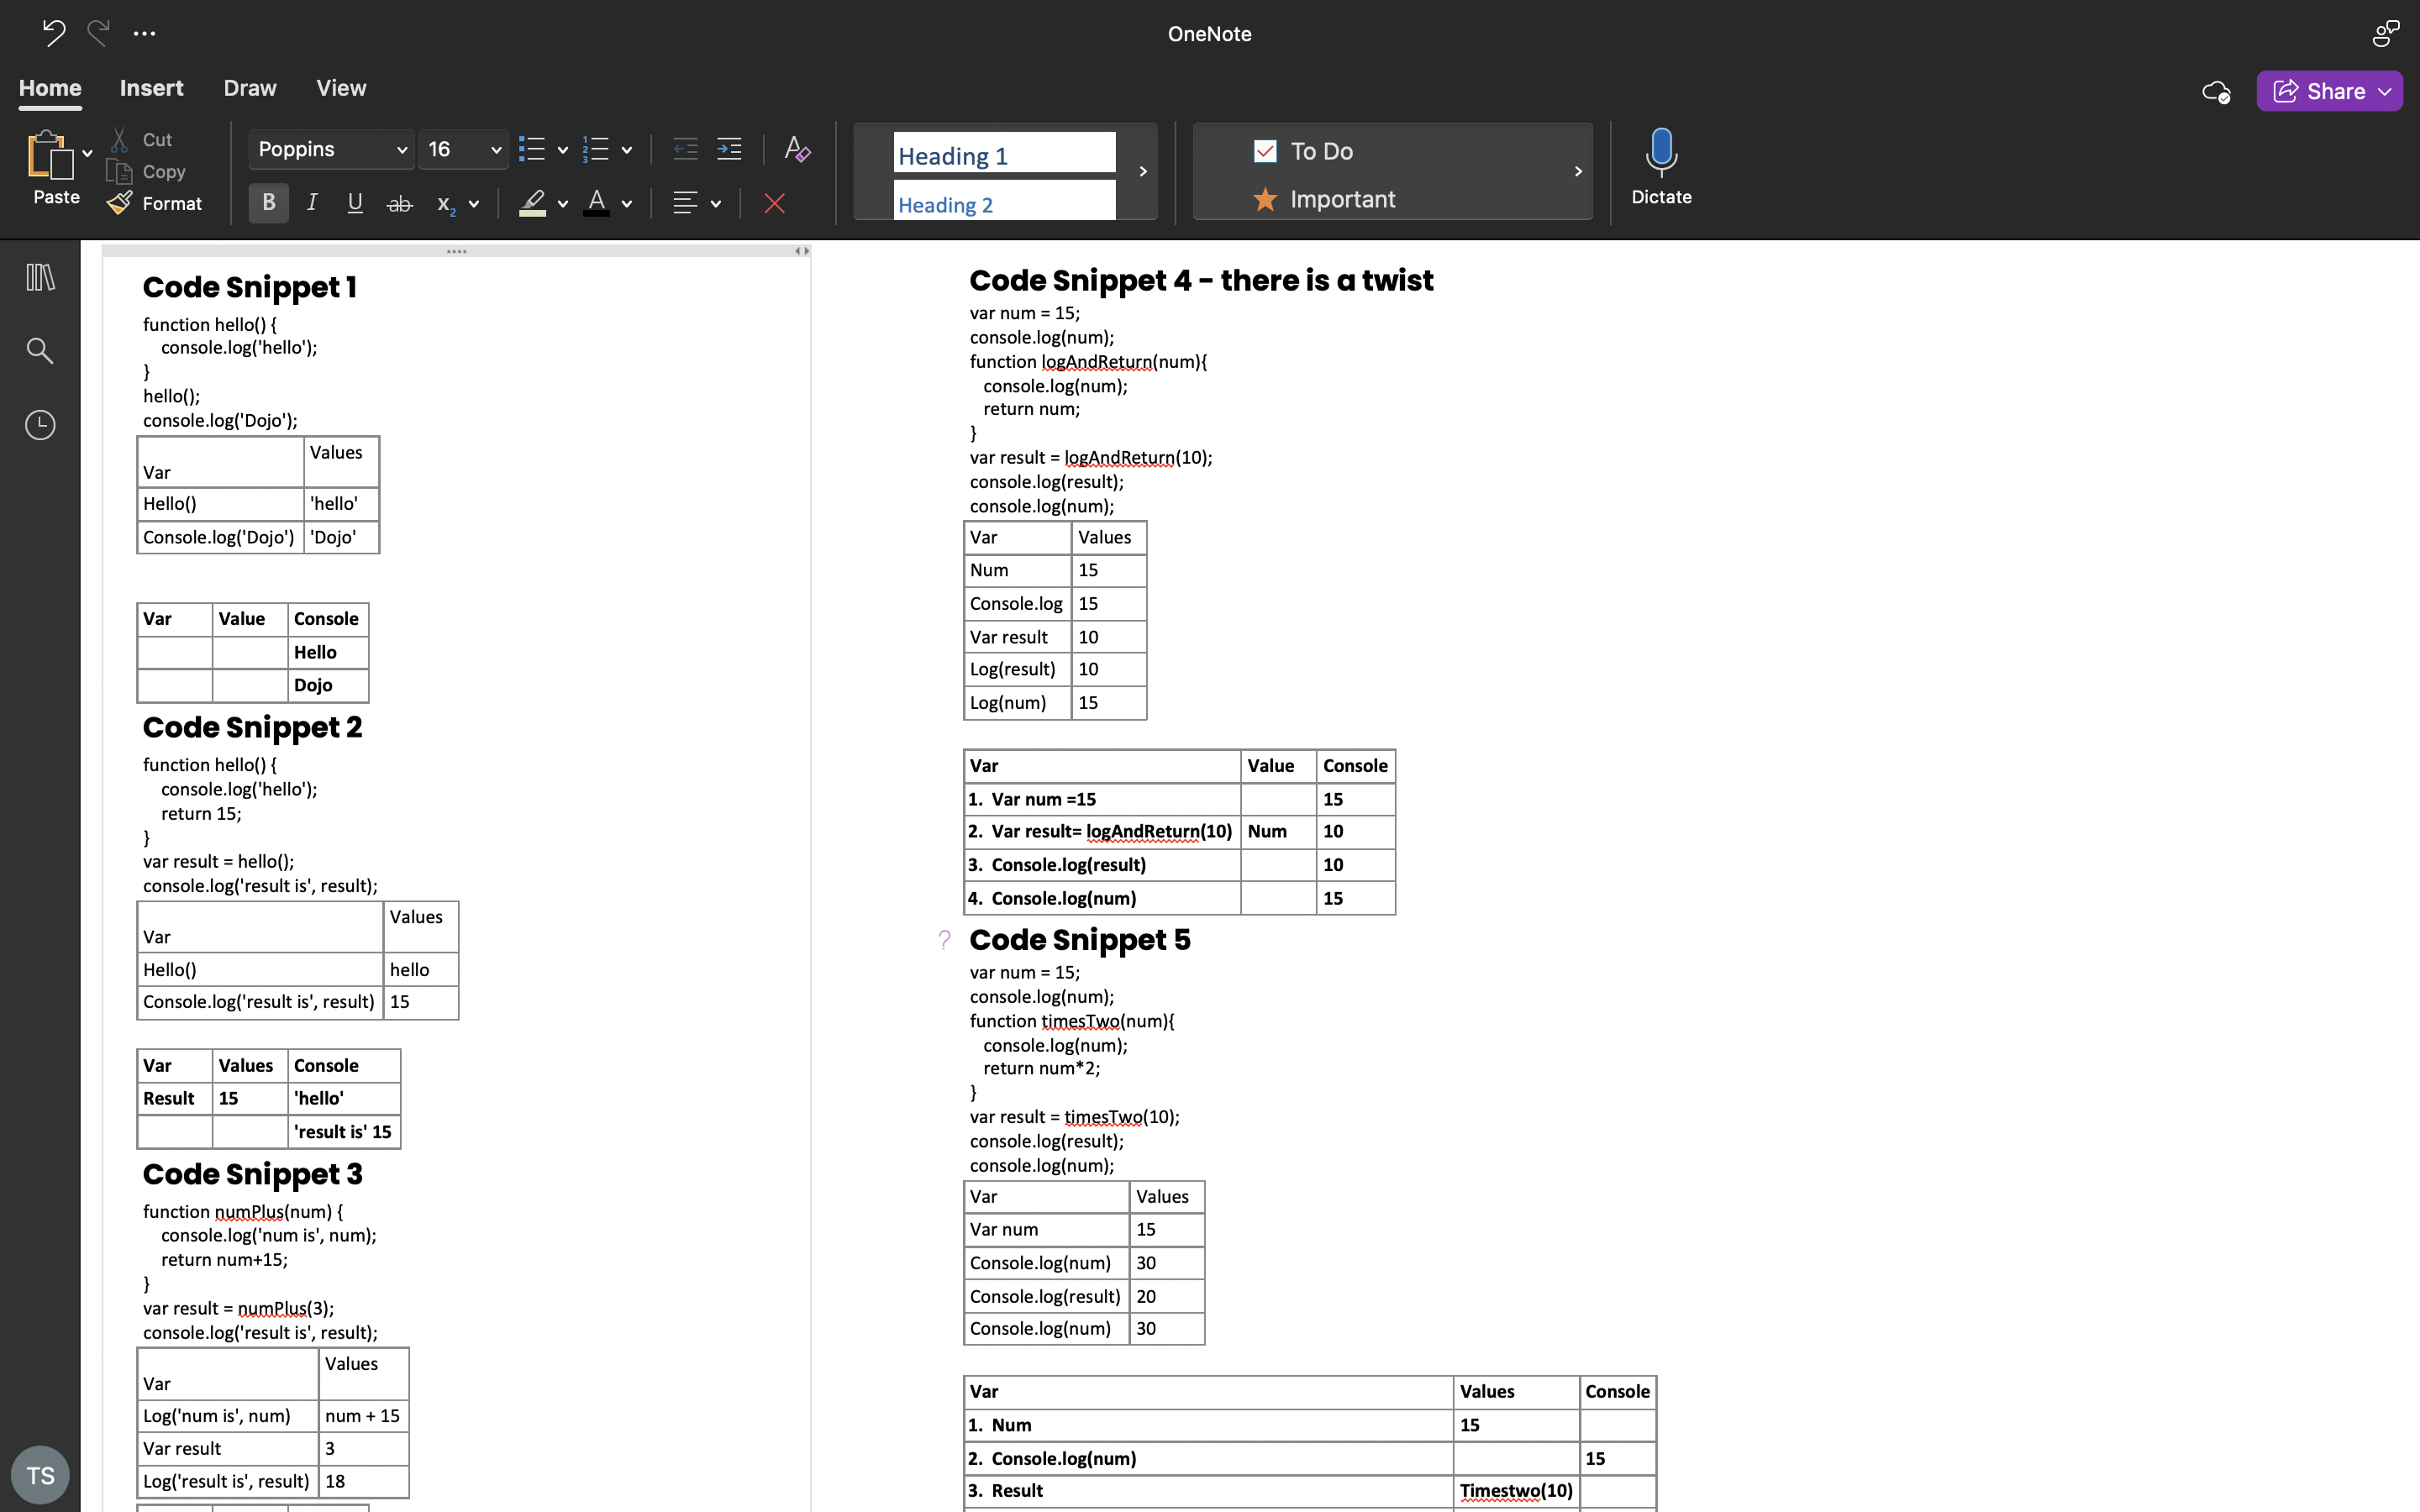 OneNote
Home Insert Draw View
Share
Paste
Cut
Copy
Format
Poppins 16
B I U ab x2 A
Heading 1
Heading 2
To Do
Important
Dictate
Code Snippet 1
function hello() {
console.log('hello');
}
hello();
console.log('Dojo');
Var Values
Hello() 'hello'
Console.log('Dojo') 'Dojo'
Var Value Console
Hello
Dojo
Code Snippet 2
function hello() {
console.log('hello');
return 15;
}
var result = hello();
console.log('result is', result);
Var Values
Hello() hello
Console.log('result is', result) 15
Var Values Console
Result 15 'hello'
'result is' 15
Code Snippet 3
function numPlus(num) {
console.log('num is', num);
return num+15;
}
var result = numPlus(3);
console.log('result is', result);
Var Values
Log('num is', num) num + 15
Var result 3
Log('result is', result) 18
TS
Code Snippet 4 - there is a twist
var num = 15;
console.log(num);
function logAndReturn(num){
console.log(num);
return num;
}
var result = logAndReturn(10);
console.log(result);
console.log(num);
Var Values
Num 15
Console.log 15
Var result 10
Log(result) 10
Log(num) 15
Var Value Console
1. Var num =15 15
2. Var result= logAndReturn(10) Num 10
3. Console.log(result) 10
4. Console.log(num) 15
? Code Snippet 5
var num = 15;
console.log(num);
function timesTwo(num){
console.log(num);
return num*2;
}
var result = timesTwo(10);
console.log(result);
console.log(num);
Var Values
Var num 15
Console.log(num) 30
Console.log(result) 20
Console.log(num) 30
Var Values Console
1. Num 15
2. Console.log(num) 15
3. Result Timestwo(10)